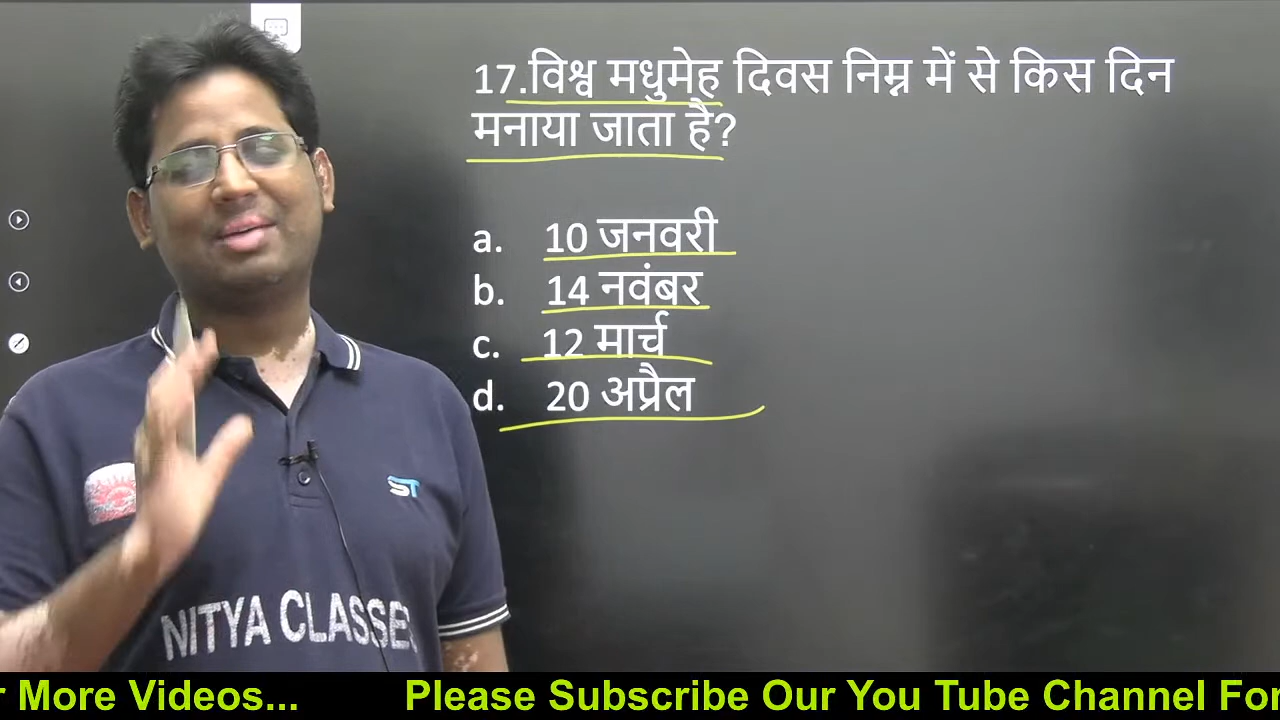 17.विश्व मधुमेह दिवस निम्न में से किस दिन
मनाया जाता है?
a. 10 जनवरी
b. 14 नवंबर
c. 12 मार्च
d. 20 अप्रैल
ST
NITYA CLASSES
r More Videos... Please Subscribe Our You Tube Channel For